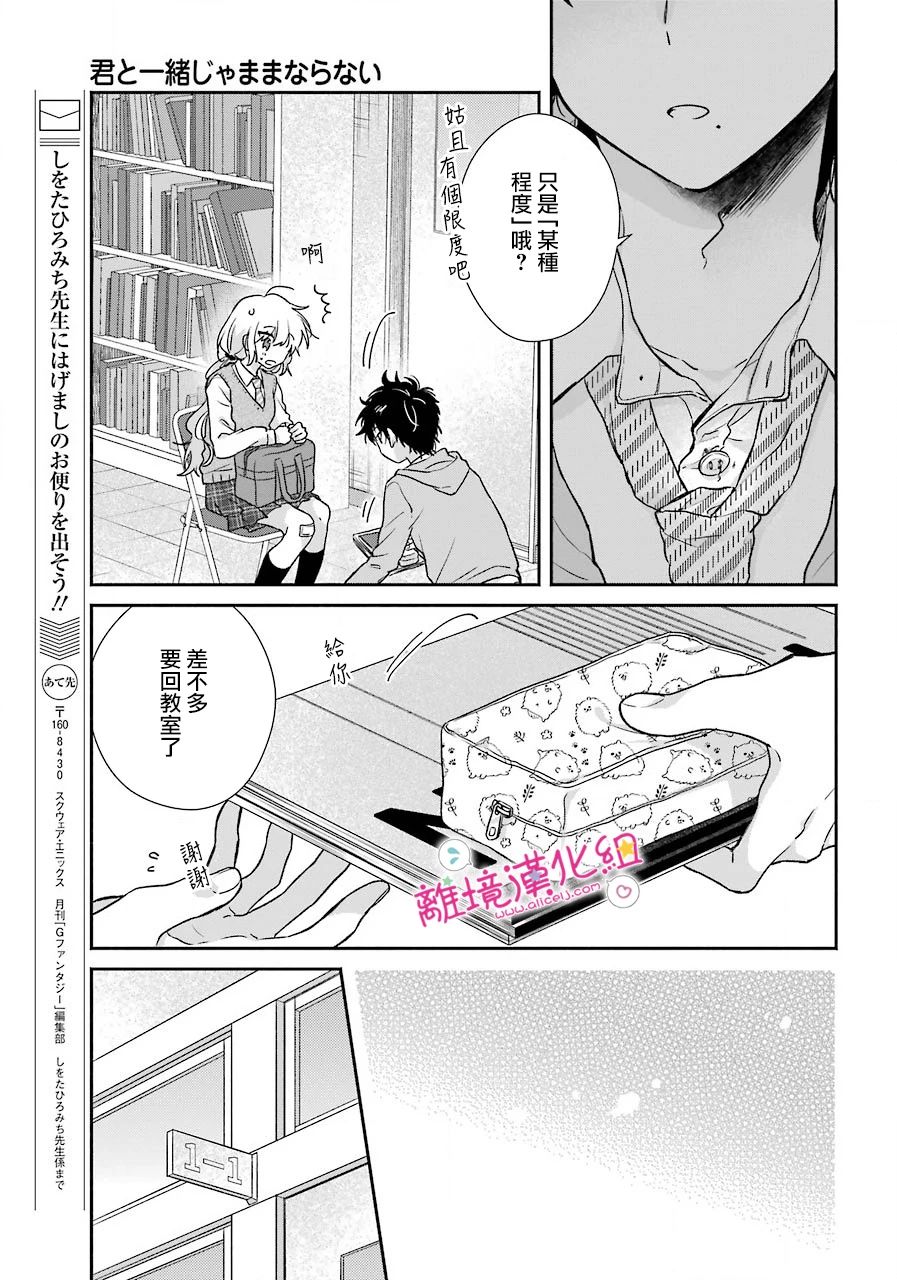 君と一緒じゃままならない
只是「某種
程度」哦?
姑且有個限度吧
啊
給你
差不多
要回教室了
謝謝
離境漢化組
www.aliceij.com
1-1
しをたひろみち先生にはげましのお便りを出そう!!
あて先
〒160-8430 スクウェア・エニックス 月刊「Gファンタジー」編集部 しをたひろみち先生係まで